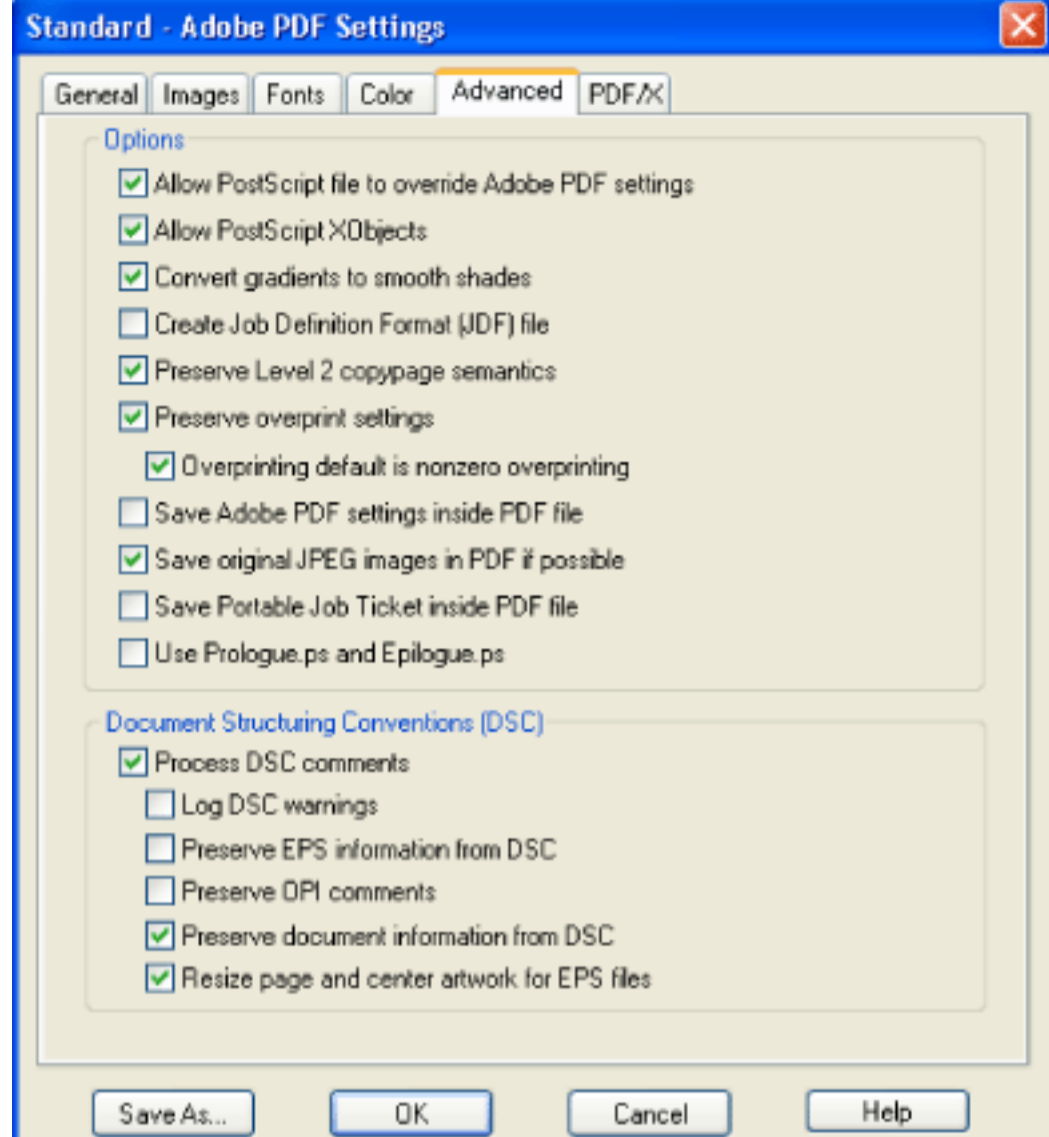 Standard - Adobe PDF Settings
General Images Fonts Color Advanced PDF/X
Options
Allow PostScript file to override Adobe PDF settings
Allow PostScript XObjects
Convert gradients to smooth shades
Create Job Definition Format (JDF) file
Preserve Level 2 copypage semantics
Preserve overprint settings
Overprinting default is nonzero overprinting
Save Adobe PDF settings inside PDF file
Save original JPEG images in PDF if possible
Save Portable Job Ticket inside PDF file
Use Prologue.ps and Epilogue.ps
Document Structuring Conventions (DSC)
Process DSC comments
Log DSC warnings
Preserve EPS information from DSC
Preserve OPI comments
Preserve document information from DSC
Resize page and center artwork for EPS files
Save As... OK Cancel Help